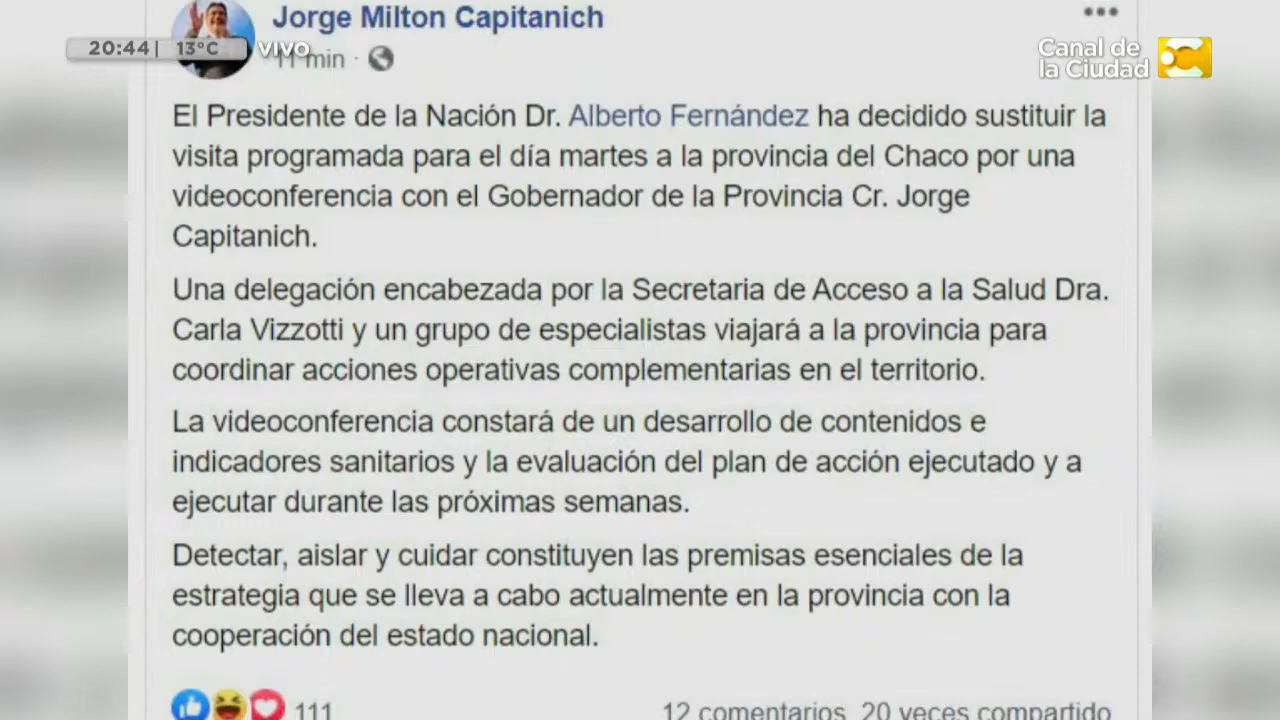 Jorge Milton Capitanich
20:44| 13°C VIVO
11 min ·
Canal de
la Ciudad
El Presidente de la Nación Dr. Alberto Fernández ha decidido sustituir la
visita programada para el día martes a la provincia del Chaco por una
videoconferencia con el Gobernador de la Provincia Cr. Jorge
Capitanich.
Una delegación encabezada por la Secretaria de Acceso a la Salud Dra.
Carla Vizzotti y un grupo de especialistas viajará a la provincia para
coordinar acciones operativas complementarias en el territorio.
La videoconferencia constará de un desarrollo de contenidos e
indicadores sanitarios y la evaluación del plan de acción ejecutado y a
ejecutar durante las próximas semanas.
Detectar, aislar y cuidar constituyen las premisas esenciales de la
estrategia que se lleva a cabo actualmente en la provincia con la
cooperación del estado nacional.
111
12 comentarios 20 veces compartido